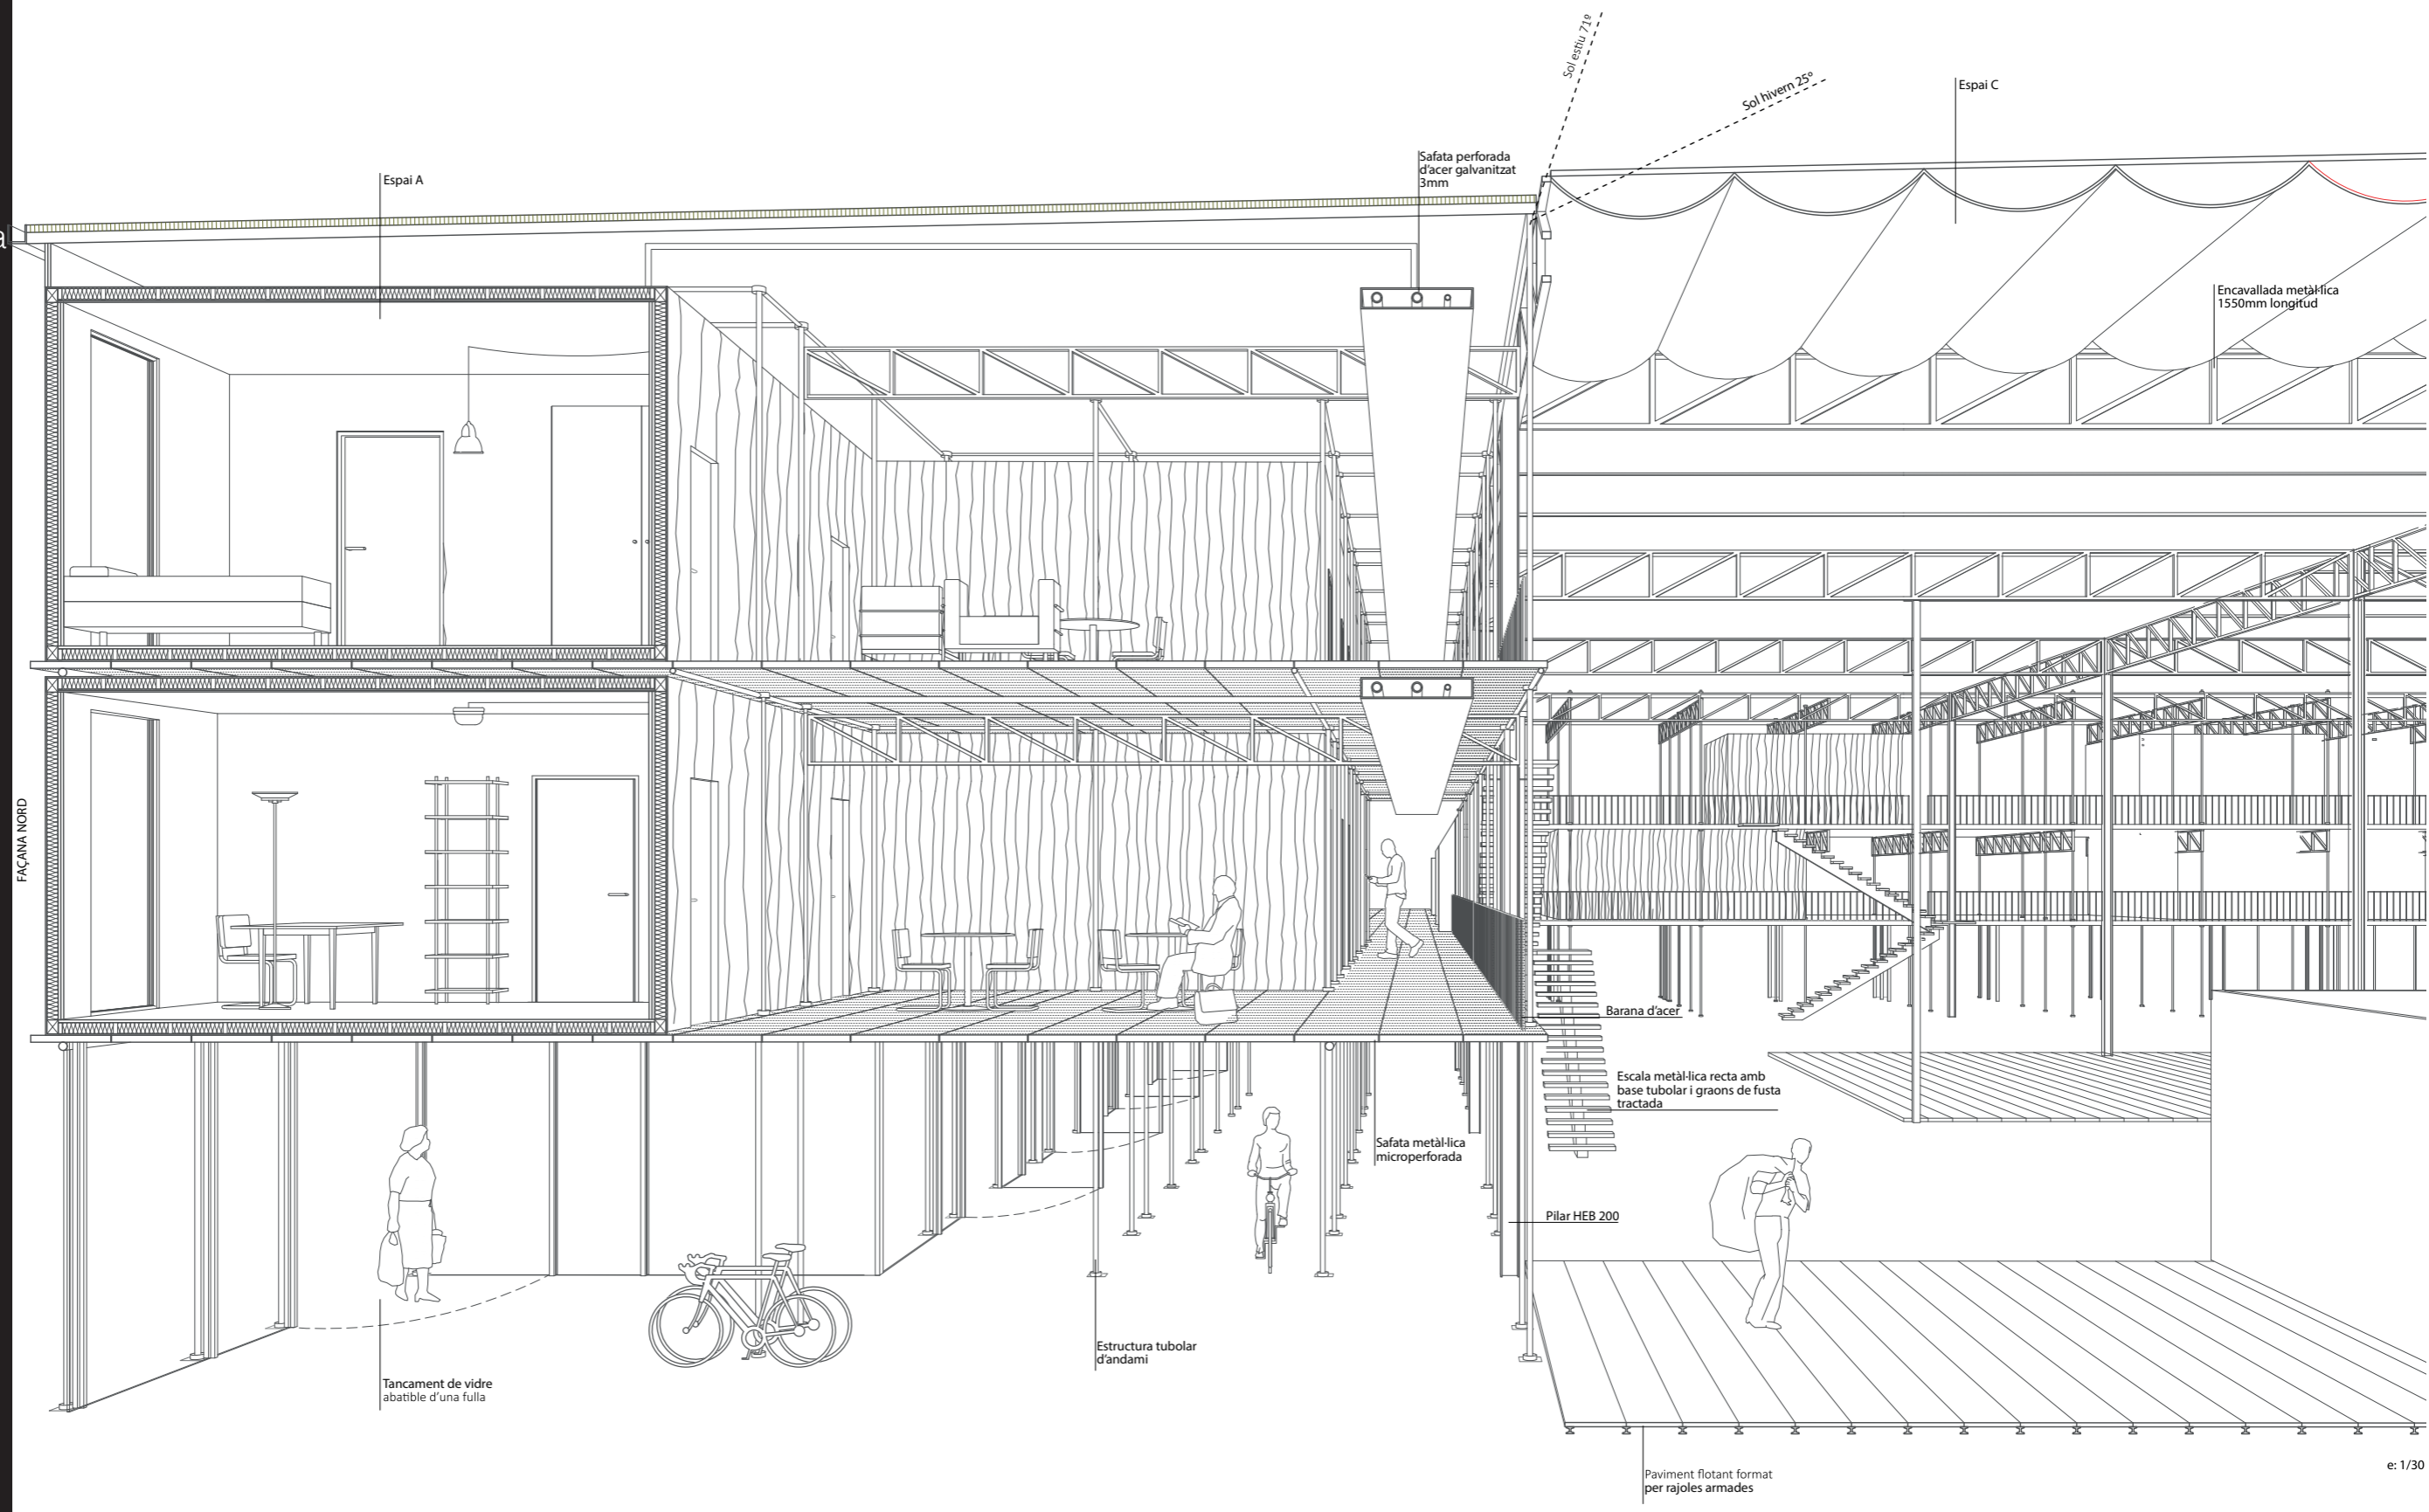 Sol estiu 71º
Sol hivern 25º
Espai C
Safata perforada
d'acer galvanitzat
3mm
Espai A
a
Encavallada metàl·lica
1550mm longitud
FAÇANA NORD
Barana d'acer
Escala metàl·lica recta amb
base tubolar i graons de fusta
tractada
Safata metàl·lica
microperforada
Pilar HEB 200
Estructura tubolar
d'andami
Tancament de vidre
abatible d'una fulla
Paviment flotant format
per rajoles armades
e: 1/30